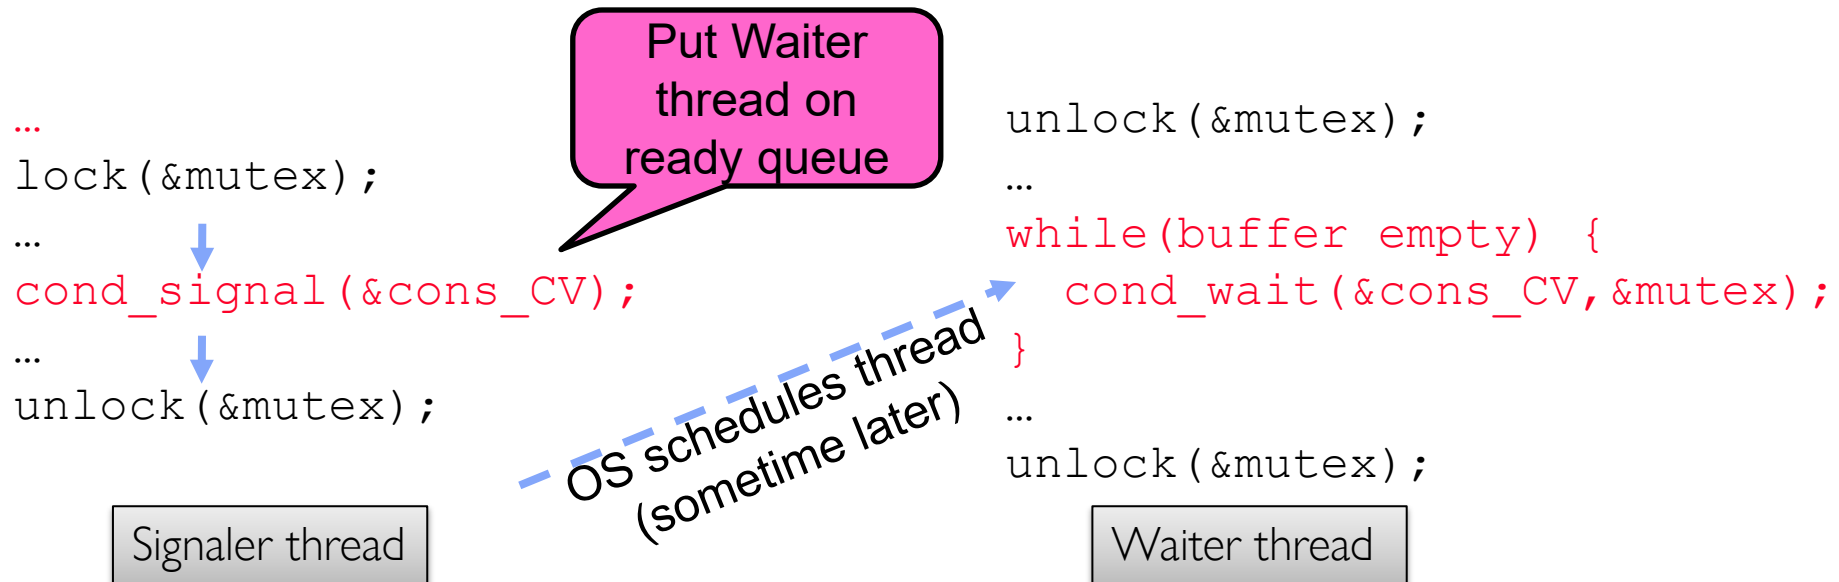 Put Waiter
thread on
ready queue
…
lock(&mutex);
…
cond_signal(&cons_CV);
…
unlock(&mutex);
Signaler thread
OS schedules thread
(sometime later)
unlock(&mutex);
…
while(buffer empty) {
cond_wait(&cons_CV,&mutex);
}
…
unlock(&mutex);
Waiter thread